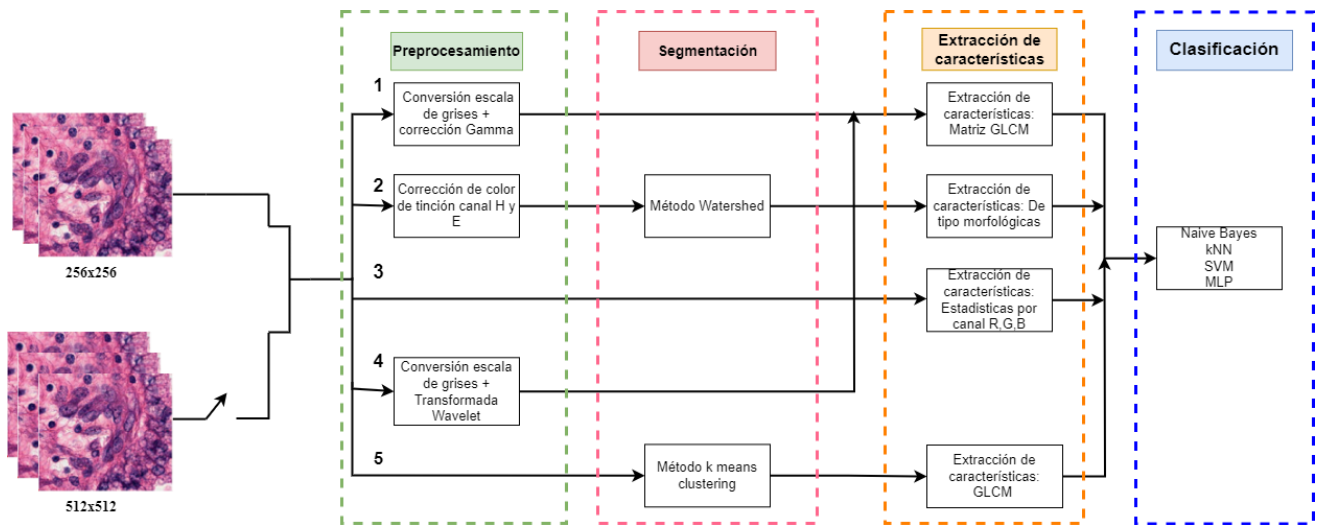 Preprocesamiento
Segmentación
Extracción de
características
Clasificación
1
Conversión escala
de grises +
corrección Gamma
Extracción de
características:
Matriz GLCM
256x256
2
Corrección de color
de tinción canal H y
E
Método Watershed
Extracción de
características: De
tipo morfológicas
3
Extracción de
características:
Estadisticas por
canal R,G,B
Naive Bayes
kNN
SVM
MLP
512x512
4
Conversión escala
de grises +
Transformada
Wavelet
5
Método k means
clustering
Extracción de
características:
GLCM